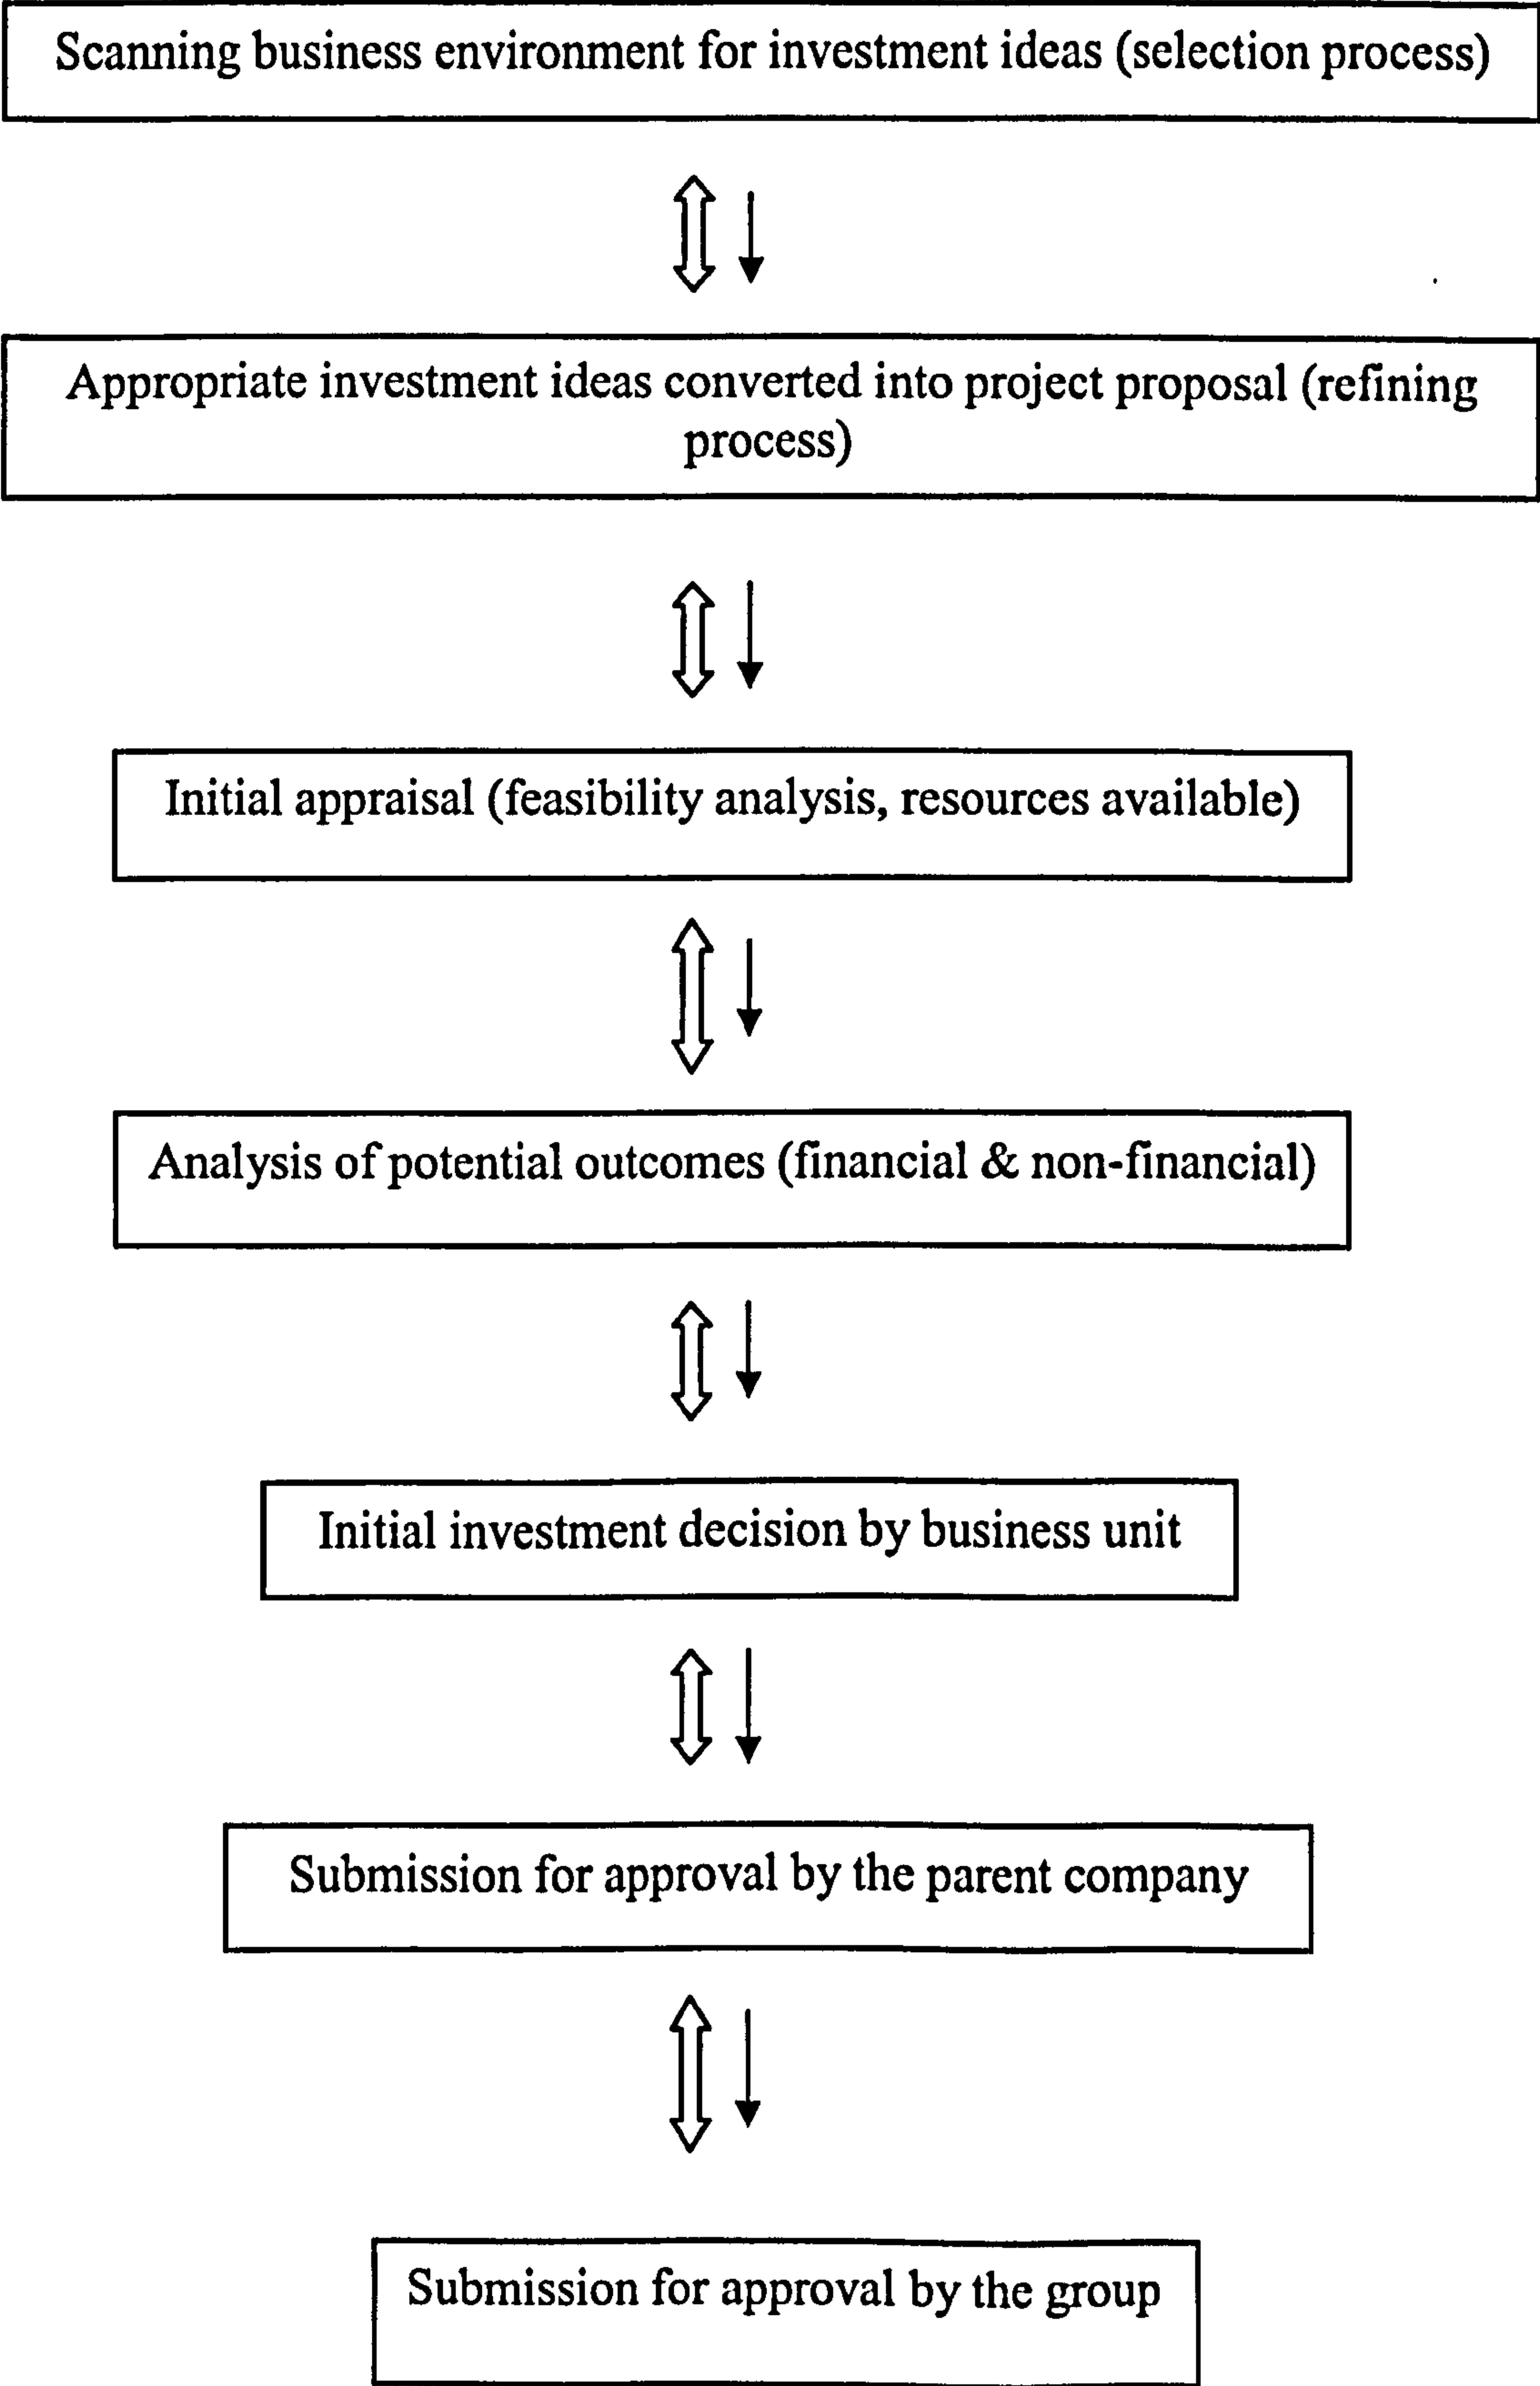 Scanning business environment for investment ideas (selection process)
Appropriate investment ideas converted into project proposal (refining
process)
Initial appraisal (feasibility analysis, resources available)
Analysis of potential outcomes (financial & non-financial)
Initial investment decision by business unit
Submission for approval by the parent company
Submission for approval by the group